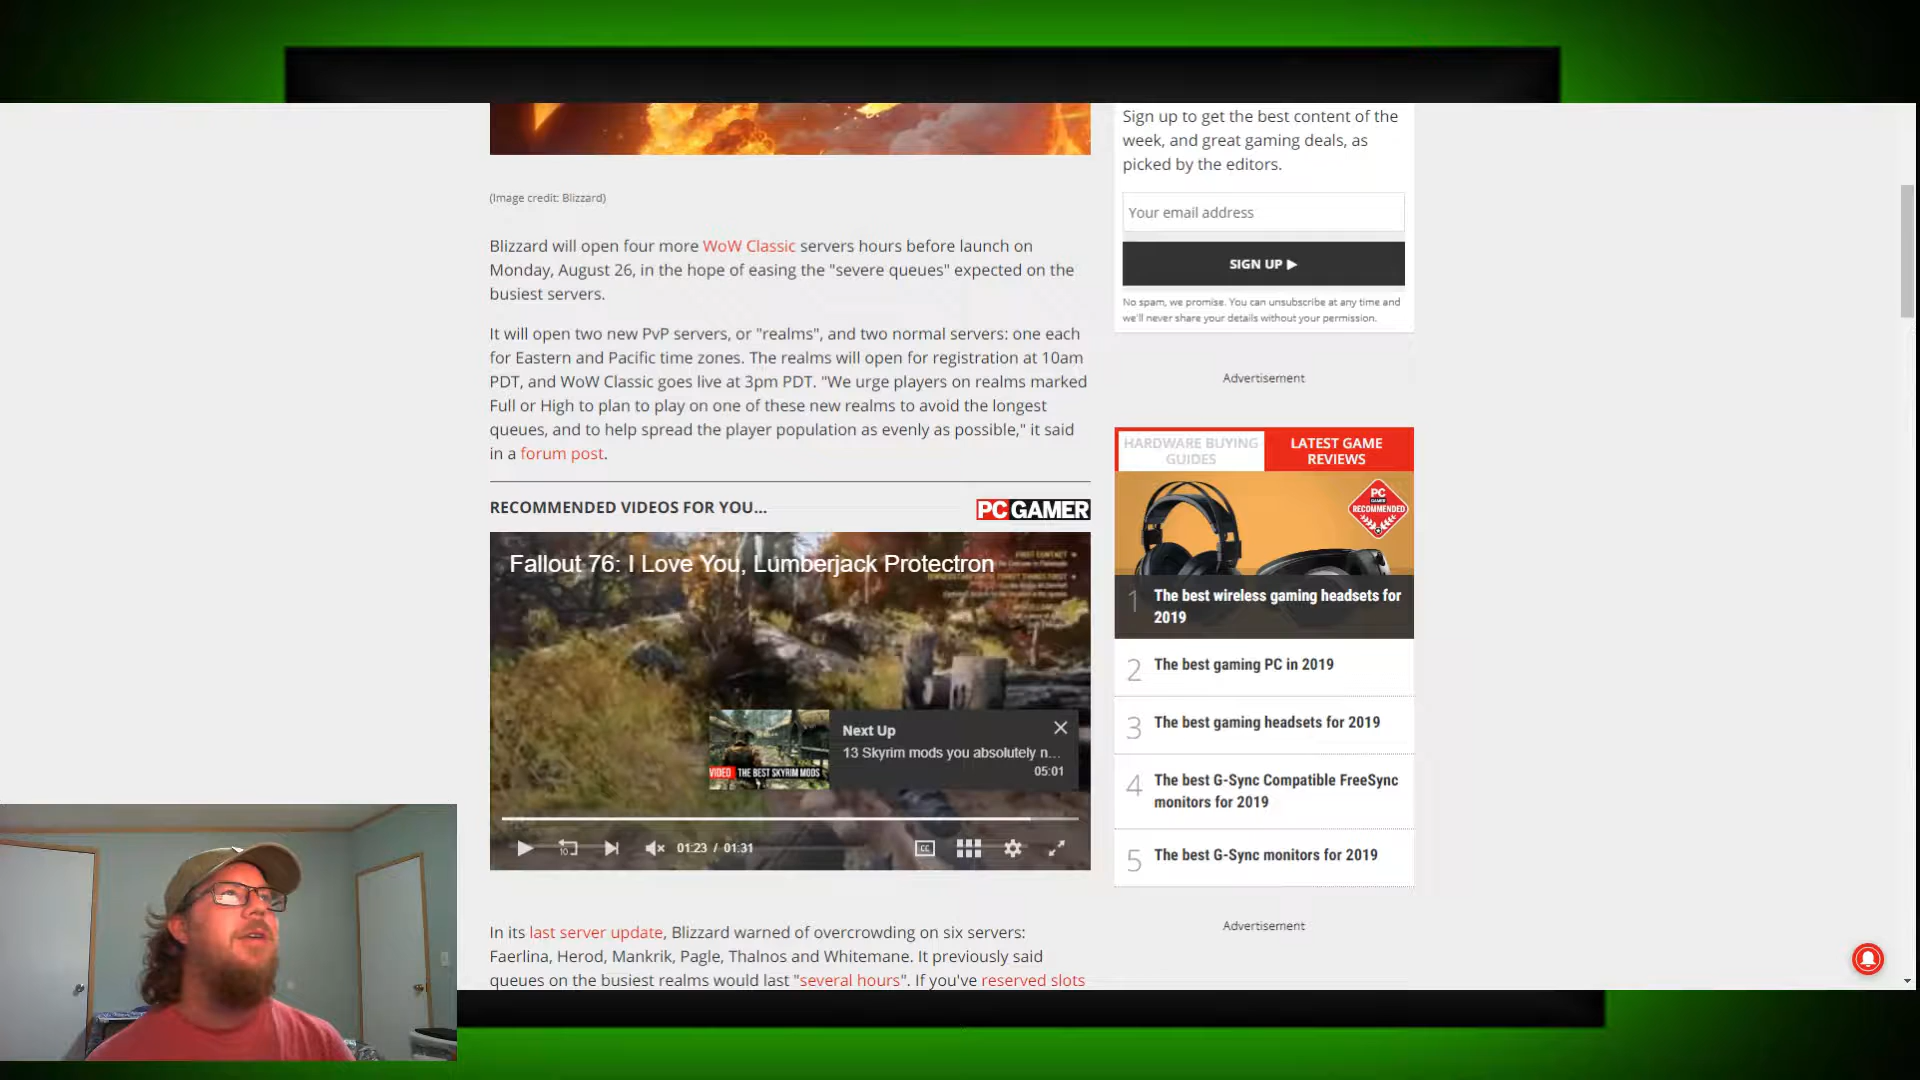 (Image credit: Blizzard)
Blizzard will open four more WoW Classic servers hours before launch on
Monday, August 26, in the hope of easing the "severe queues" expected on the
busiest servers.
It will open two new PvP servers, or "realms", and two normal servers: one each
for Eastern and Pacific time zones. The realms will open for registration at 10am
PDT, and WoW Classic goes live at 3pm PDT. "We urge players on realms marked
Full or High to plan to play on one of these new realms to avoid the longest
queues, and to help spread the player population as evenly as possible," it said
in a forum post.
RECOMMENDED VIDEOS FOR YOU...
PC GAMER
Fallout 76: I Love You, Lumberjack Protectron
Next Up
13 Skyrim mods you absolutely n...
05:01
VIDEO THE BEST SKYRIM MODS
10
01:23 / 01:31
CC
In its last server update, Blizzard warned of overcrowding on six servers:
Faerlina, Herod, Mankrik, Pagle, Thalnos and Whitemane. It previously said
queues on the busiest realms would last "several hours". If you've reserved slots
Sign up to get the best content of the
week, and great gaming deals, as
picked by the editors.
Your email address
SIGN UP ▶
No spam, we promise. You can unsubscribe at any time and
we'll never share your details without your permission.
Advertisement
HARDWARE BUYING
GUIDES
LATEST GAME
REVIEWS
PC
GAMER
RECOMMENDED
1 The best wireless gaming headsets for
2019
2 The best gaming PC in 2019
3 The best gaming headsets for 2019
4 The best G-Sync Compatible FreeSync
monitors for 2019
5 The best G-Sync monitors for 2019
Advertisement